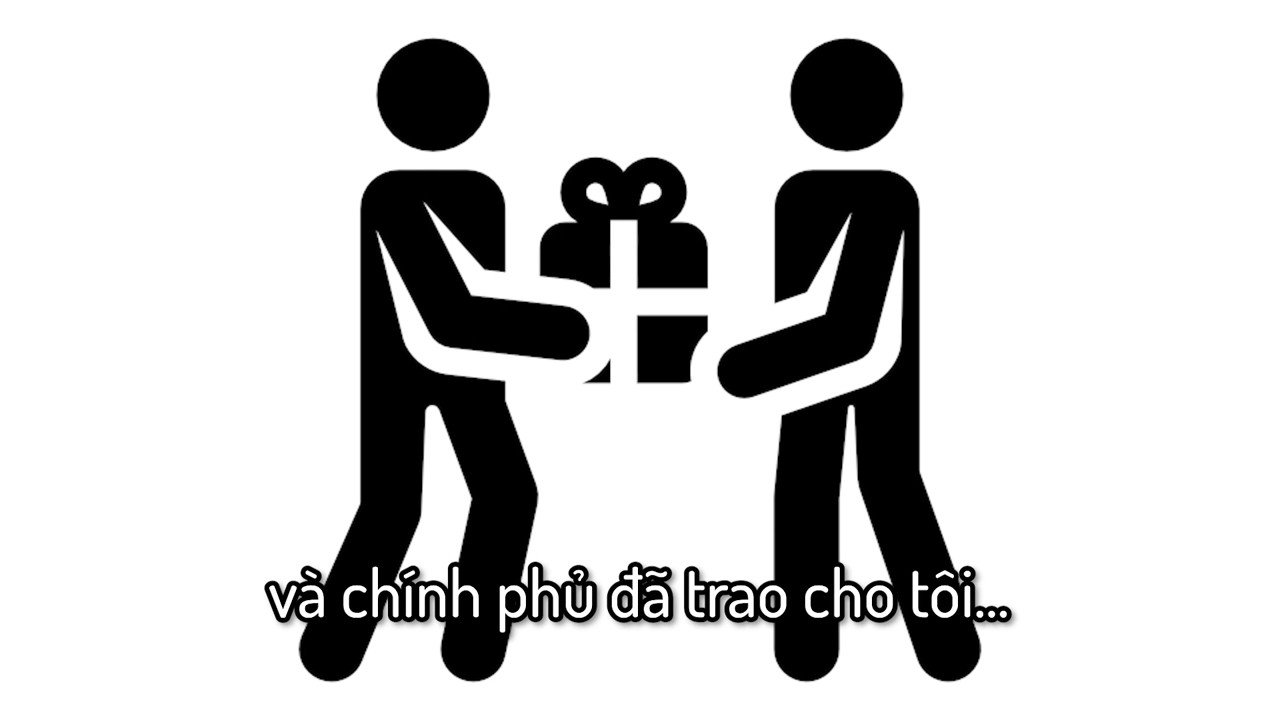 và chính phủ đã trao cho tôi...